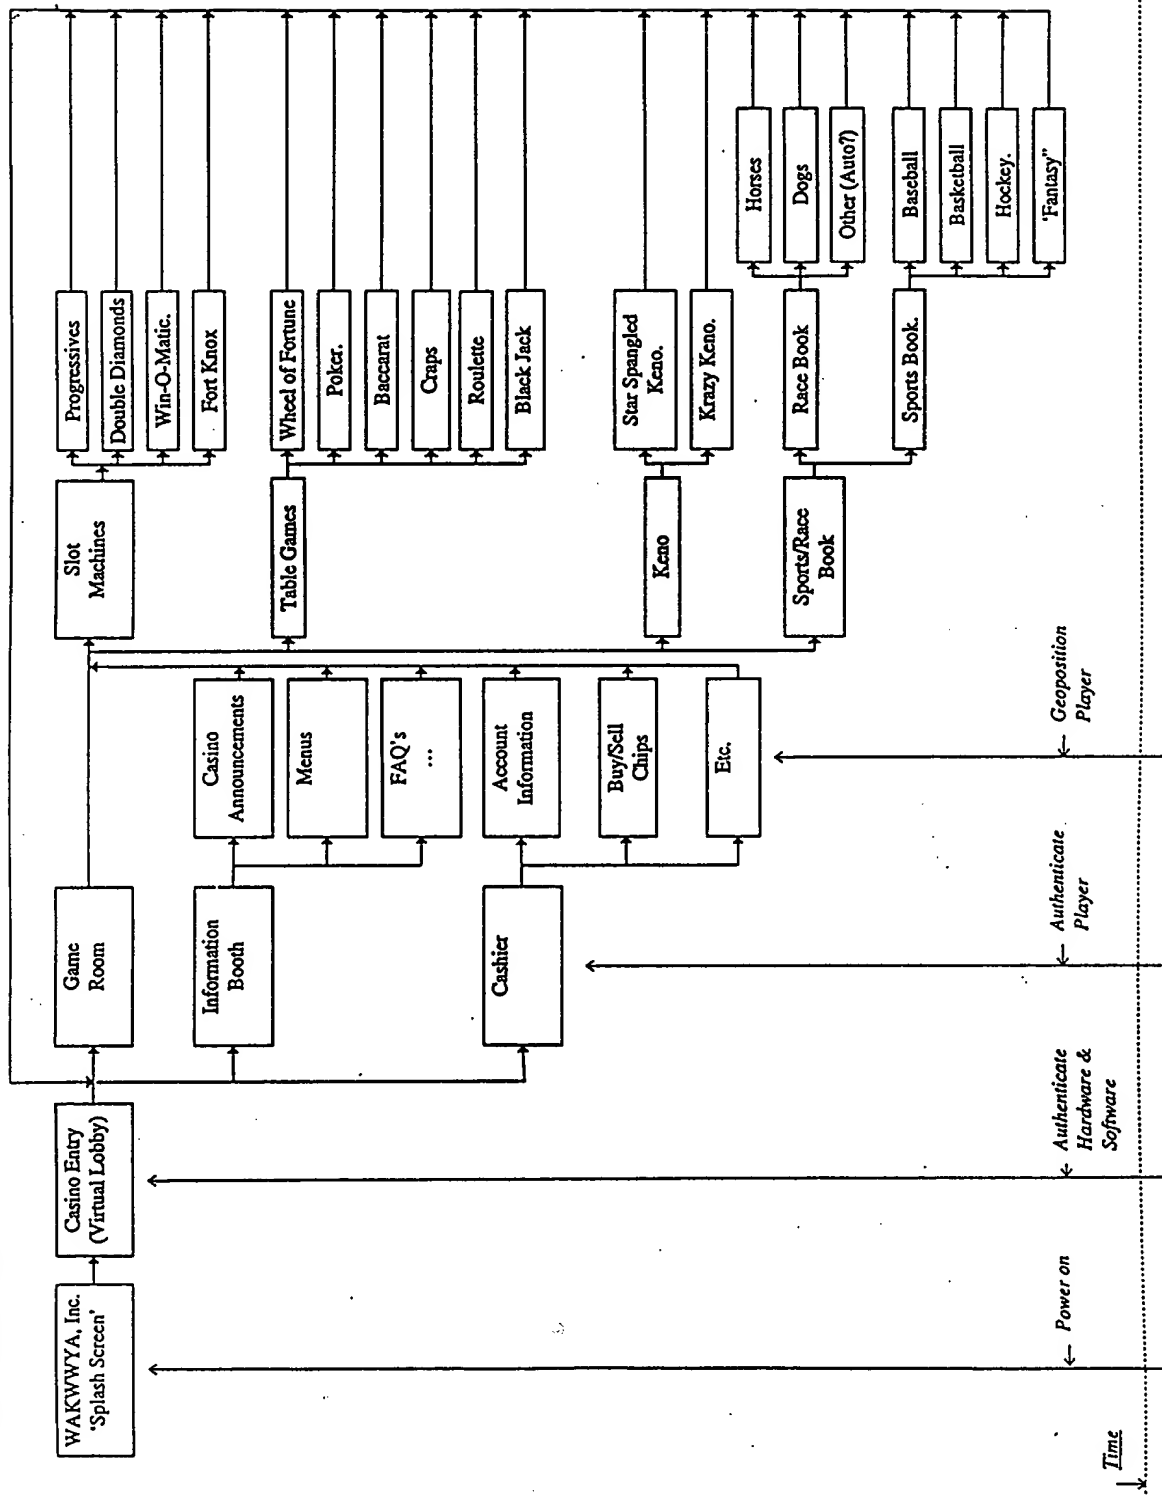 WAKWWYA, Inc.
'Splash Screen'
Casino Entry
(Virtual Lobby)
Game
Room
Information
Booth
Cashier
Casino
Announcements
Menus
FAQ's
...
Account
Information
Buy/Sell
Chips
Etc.
Slot
Machines
Table Games
Keno
Sports/Race
Book
Progressives
Double Diamonds
Win-O-Matic.
Fort Knox
Wheel of Fortune
Poker.
Baccarat
Craps
Roulette
Black Jack
Star Spangled
Keno.
Krazy Keno.
Race Book
Sports Book.
Horses
Dogs
Other (Auto?)
Baseball
Basketball
Hockey.
'Fantasy"
Time
Power on
Authenticate
Hardware &
Software
Authenticate
Player
Geoposition
Player